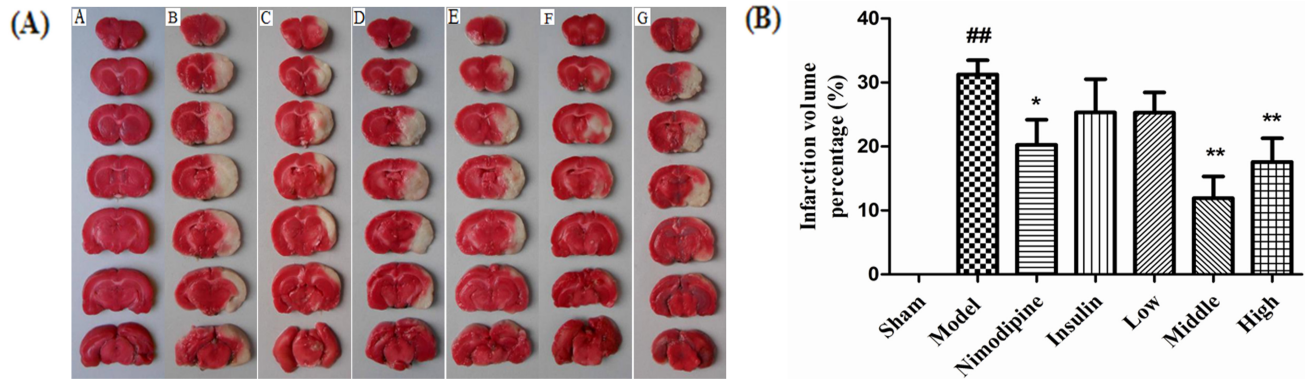 (A)
A B C D E F G
(B)
Infarction volume
percentage (%)
40
30
20
10
0
##
*
**
**
Sham
Model
Nimodipine
Insulin
Low
Middle
High